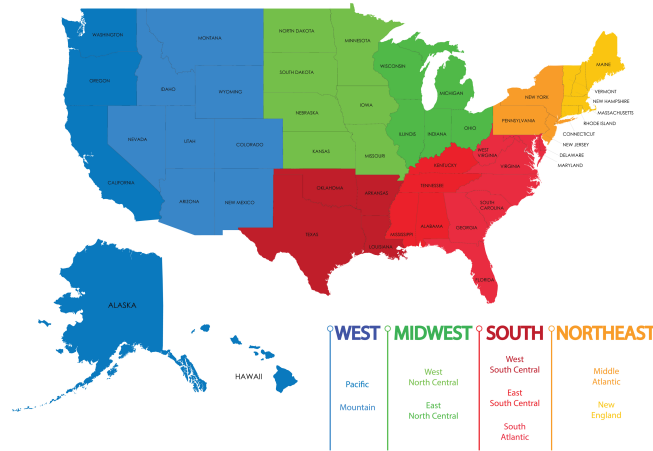 WASHINGTON
MONTANA
NORTH DAKOTA
MINNESOTA
MAINE
OREGON
IDAHO
WYOMING
SOUTH DAKOTA
WISCONSIN
MICHIGAN
NEW YORK
VERMONT
NEW HAMPSHIRE
MASSACHUSETTS
RHODE ISLAND
CONNECTICUT
NEW JERSEY
DELAWARE
MARYLAND
NEBRASKA
IOWA
PENNSYLVANIA
NEVADA
UTAH
COLORADO
KANSAS
MISSOURI
ILLINOIS
INDIANA
OHIO
WEST
VIRGINIA
VIRGINIA
KENTUCKY
CALIFORNIA
ARIZONA
NEW MEXICO
OKLAHOMA
ARKANSAS
TENNESSEE
SOUTH
CAROLINA
TEXAS
LOUISIANA
MISSISSIPPI
ALABAMA
GEORGIA
FLORIDA
ALASKA
HAWAII
WEST
Pacific
Mountain
MIDWEST
West
North Central
East
North Central
SOUTH
West
South Central
East
South Central
South
Atlantic
NORTHEAST
Middle
Atlantic
New
England